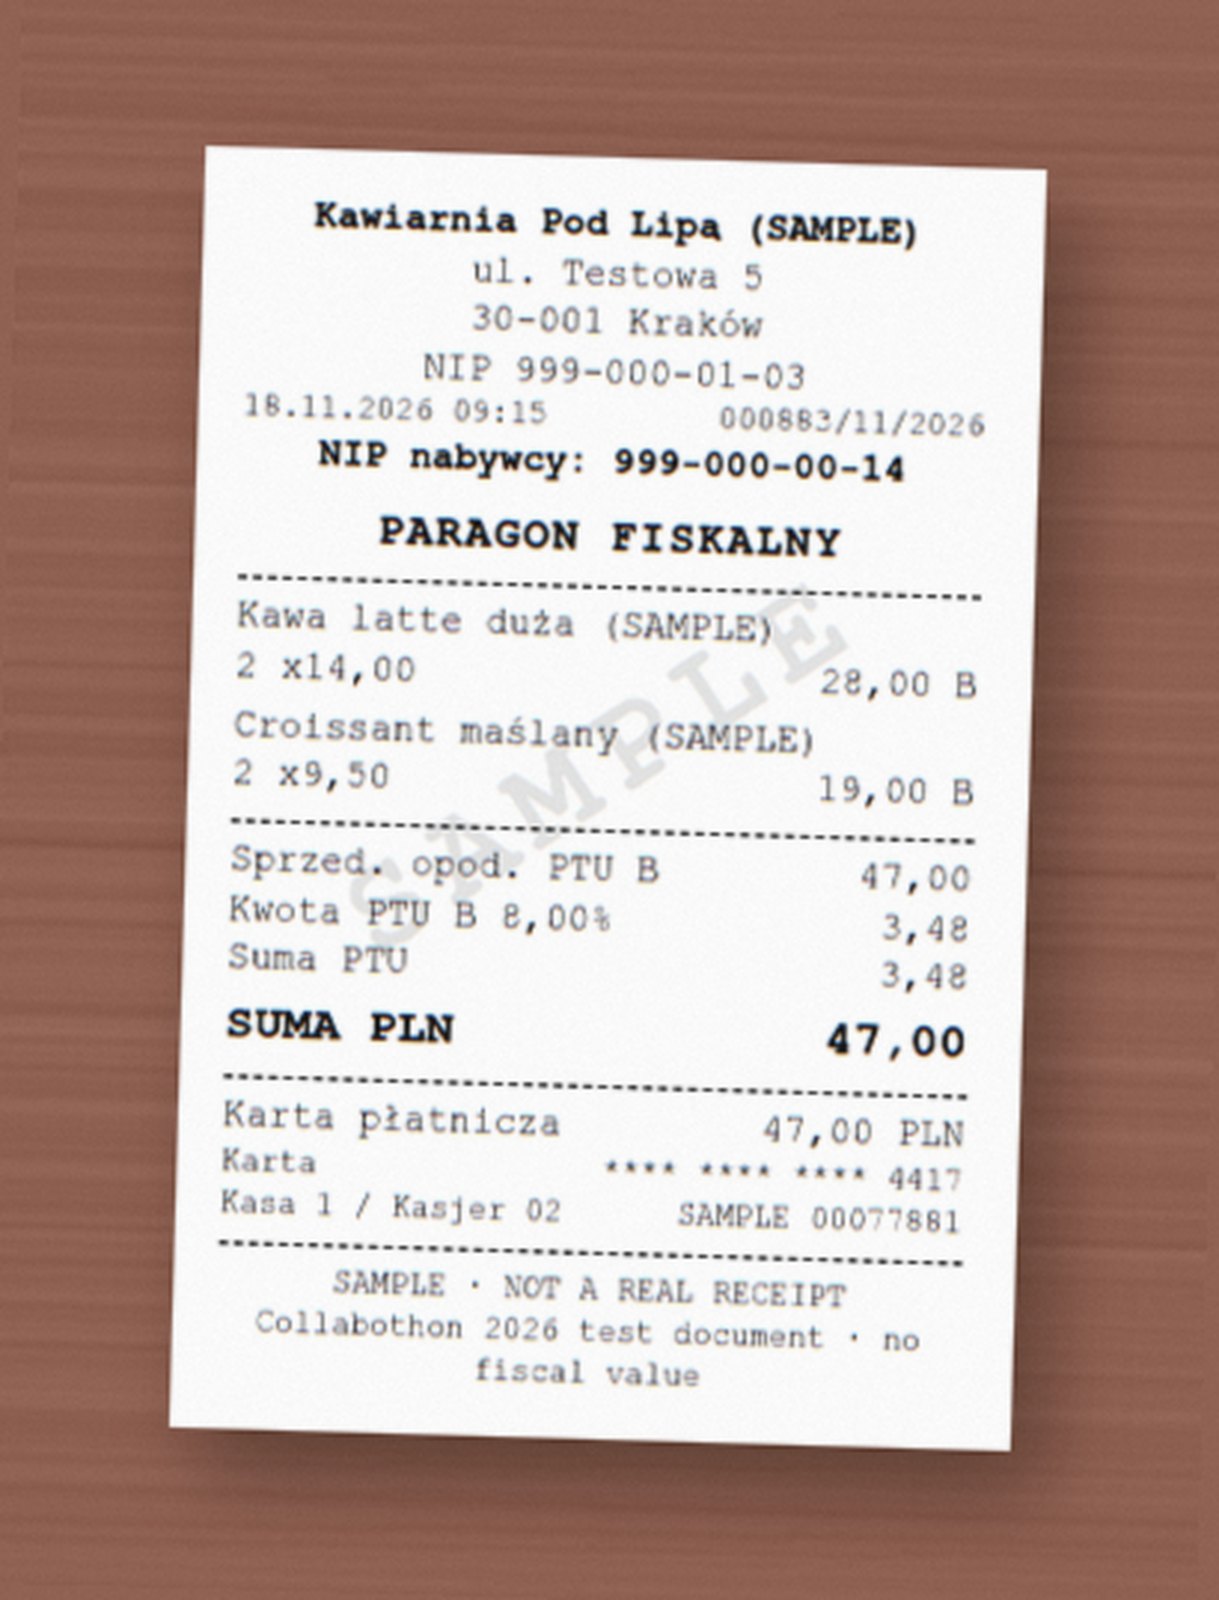 Kawiarnia Pod Lipa (SAMPLE)
ul. Testowa 5
30-001 Kraków
NIP 999-000-01-03
18.11.2026 09:15 000883/11/2026
NIP nabywcy: 999-000-00-14
PARAGON FISKALNY
Kawa latte duża (SAMPLE)
2 x14,00 28,00 B
Croissant maślany (SAMPLE)
2 x9,50 19,00 B
SAMPLE
Sprzed. opod. PTU B 47,00
Kwota PTU B 8,00% 3,48
Suma PTU 3,48
SUMA PLN 47,00
Karta płatnicza 47,00 PLN
Karta **** **** **** 4417
Kasa 1 / Kasjer 02 SAMPLE 00077881
SAMPLE · NOT A REAL RECEIPT
Collabothon 2026 test document · no
fiscal value